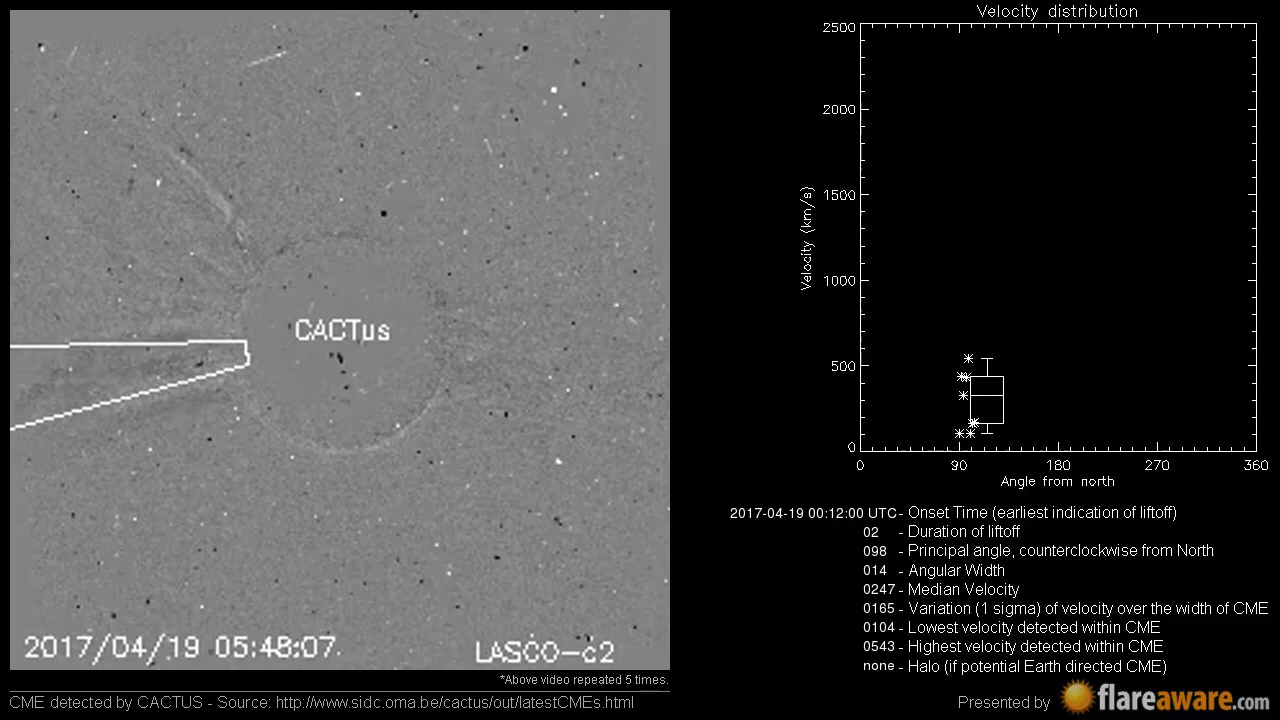 CACTus
2017/04/19 05:48:07
LASCO-c2
*Above video repeated 5 times.
CME detected by CACTUS - Source: http://www.sidc.oma.be/cactus/out/latestCMEs.html
Velocity distribution
2500
2000
1500
1000
500
0
Velocity (km/s)
0 90 180 270 360
Angle from north
2017-04-19 00:12:00 UTC - Onset Time (earliest indication of liftoff)
02 - Duration of liftoff
098 - Principal angle, counterclockwise from North
014 - Angular Width
0247 - Median Velocity
0165 - Variation (1 sigma) of velocity over the width of CME
0104 - Lowest velocity detected within CME
0543 - Highest velocity detected within CME
none - Halo (if potential Earth directed CME)
Presented by flareaware.com